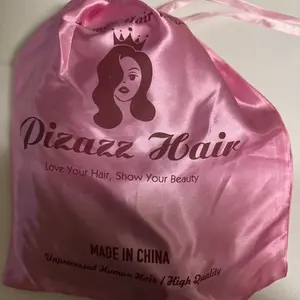 Pizazz Hair
Love Your Hair, Show Your Beauty
MADE IN CHINA
Unprocessed Human Hair / High Quality